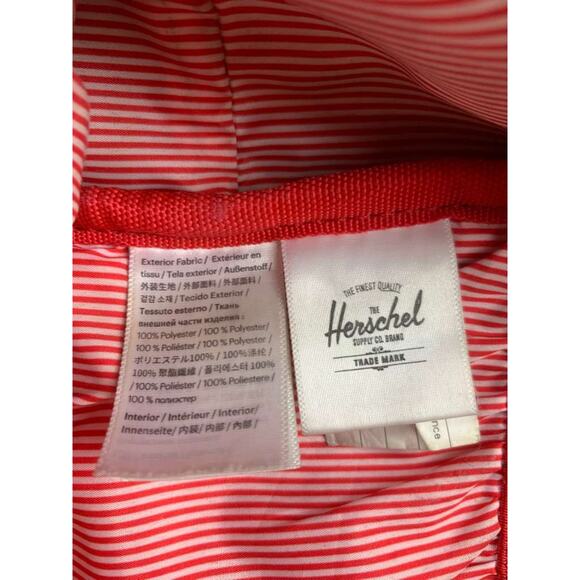 Exterior Fabric / Extérieur en
tissu / Tela exterior / Außenstoff /
外装生地 / 外部面料 / 外部面料 /
겉감 소재 / Tecido Exterior /
Tessuto esterno / Ткань
внешней части изделия :
100% Polyester / 100% Polyester /
100% Poliéster / 100% Polyester /
ポリエステル100% / 100% 涤纶 /
100% 聚酯纖維 / 폴리에스터 100% /
100% Poliéster / 100% Poliestere /
100 % полиэстер
Interior / Intérieur / Interior /
Innenseite / 内装 / 内部 / 內部 /
THE FINEST QUALITY
THE
Herschel
SUPPLY CO. BRAND
TRADE MARK
nce